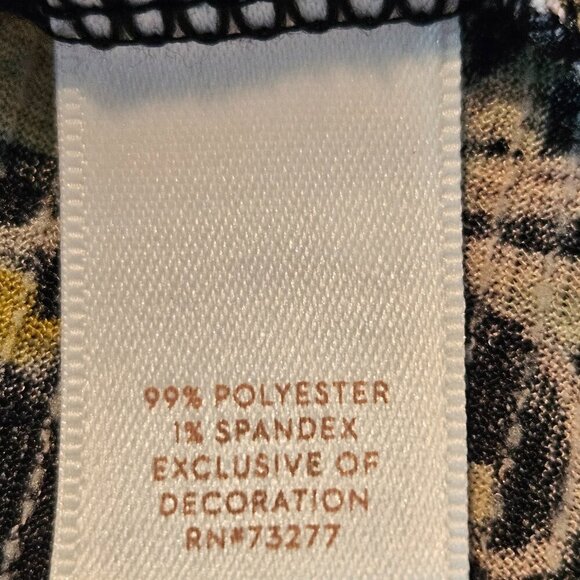 99% POLYESTER
1% SPANDEX
EXCLUSIVE OF
DECORATION
RN#73277